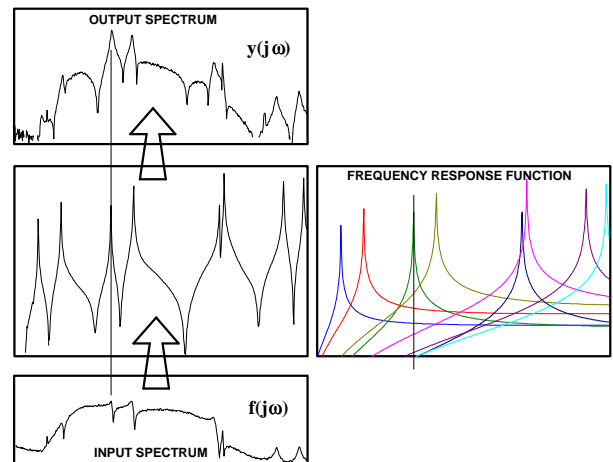 OUTPUT SPECTRUM
y(jω)
FREQUENCY RESPONSE FUNCTION
f(jω)
INPUT SPECTRUM